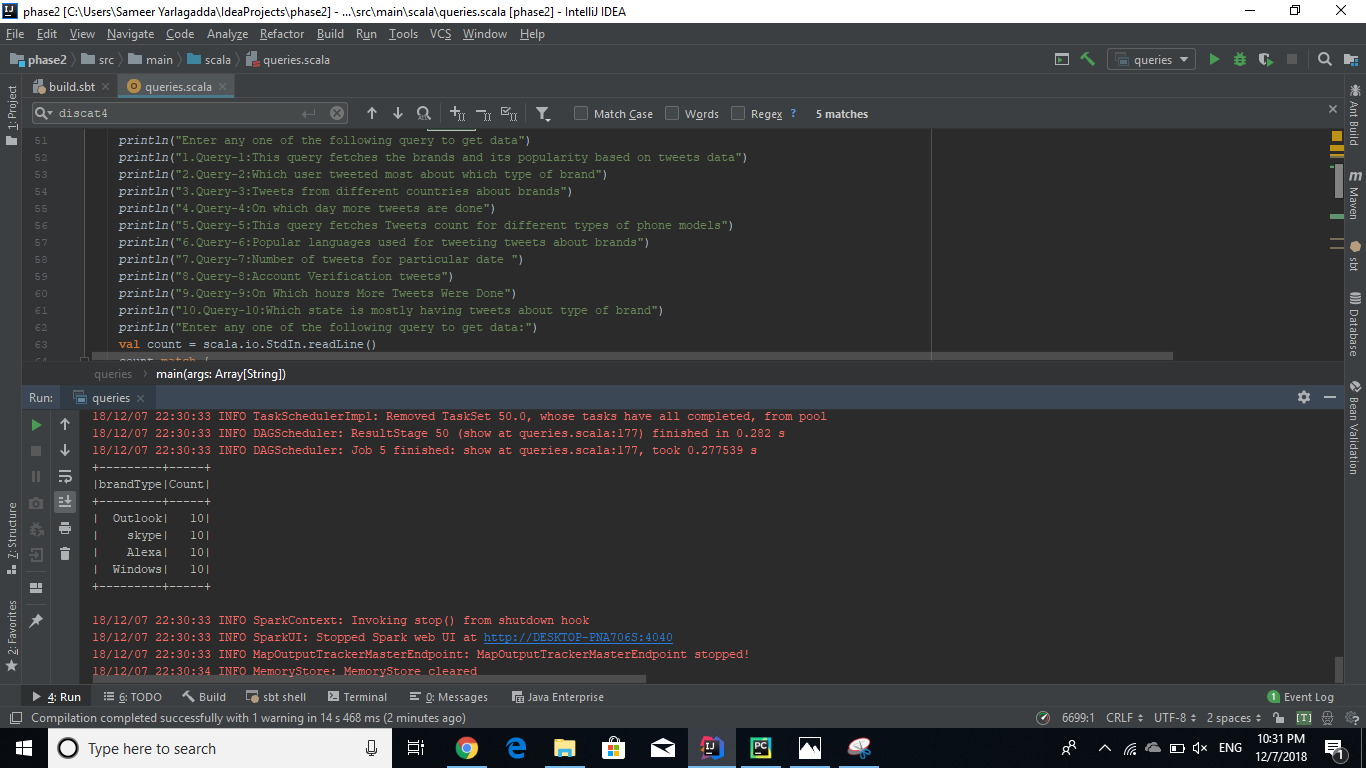 phase2 [C:\Users\Sameer Yarlagadda\IdeaProjects\phase2] - ...\src\main\scala\queries.scala [phase2] - IntelliJ IDEA
File Edit View Navigate Code Analyze Refactor Build Run Tools VCS Window Help
phase2 src main scala queries.scala queries
build.sbt queries.scala
discat4 Match Case Words Regex ? 5 matches
51 println("Enter any one of the following query to get data")
52 println("1.Query-1:This query fetches the brands and its popularity based on tweets data")
53 println("2.Query-2:Which user tweeted most about which type of brand")
54 println("3.Query-3:Tweets from different countries about brands")
55 println("4.Query-4:On which day more tweets are done")
56 println("5.Query-5:This query fetches Tweets count for different types of phone models")
57 println("6.Query-6:Popular languages used for tweeting tweets about brands")
58 println("7.Query-7:Number of tweets for particular date ")
59 println("8.Query-8:Account Verification tweets")
60 println("9.Query-9:On Which hours More Tweets Were Done")
61 println("10.Query-10:Which state is mostly having tweets about type of brand")
62 println("Enter any one of the following query to get data:")
63 val count = scala.io.StdIn.readLine()
64 count match {
queries main(args: Array[String])
Run: queries
18/12/07 22:30:33 INFO TaskSchedulerImpl: Removed TaskSet 50.0, whose tasks have all completed, from pool
18/12/07 22:30:33 INFO DAGScheduler: ResultStage 50 (show at queries.scala:177) finished in 0.282 s
18/12/07 22:30:33 INFO DAGScheduler: Job 5 finished: show at queries.scala:177, took 0.277539 s
+---------+-----+
|brandType|Count|
+---------+-----+
|  Outlook|   10|
|    skype|   10|
|    Alexa|   10|
|  Windows|   10|
+---------+-----+
18/12/07 22:30:33 INFO SparkContext: Invoking stop() from shutdown hook
18/12/07 22:30:33 INFO SparkUI: Stopped Spark web UI at http://DESKTOP-PNA706S:4040
18/12/07 22:30:33 INFO MapOutputTrackerMasterEndpoint: MapOutputTrackerMasterEndpoint stopped!
18/12/07 22:30:34 INFO MemoryStore: MemoryStore cleared
1: Project
7: Structure
2: Favorites
Ant Build
Maven
sbt
Database
Bean Validation
4: Run 6: TODO Build sbt shell Terminal 0: Messages Java Enterprise 1 Event Log
Compilation completed successfully with 1 warning in 14 s 468 ms (2 minutes ago) 6699:1 CRLF UTF-8 2 spaces [T]
Type here to search ENG 10:31 PM
12/7/2018 1